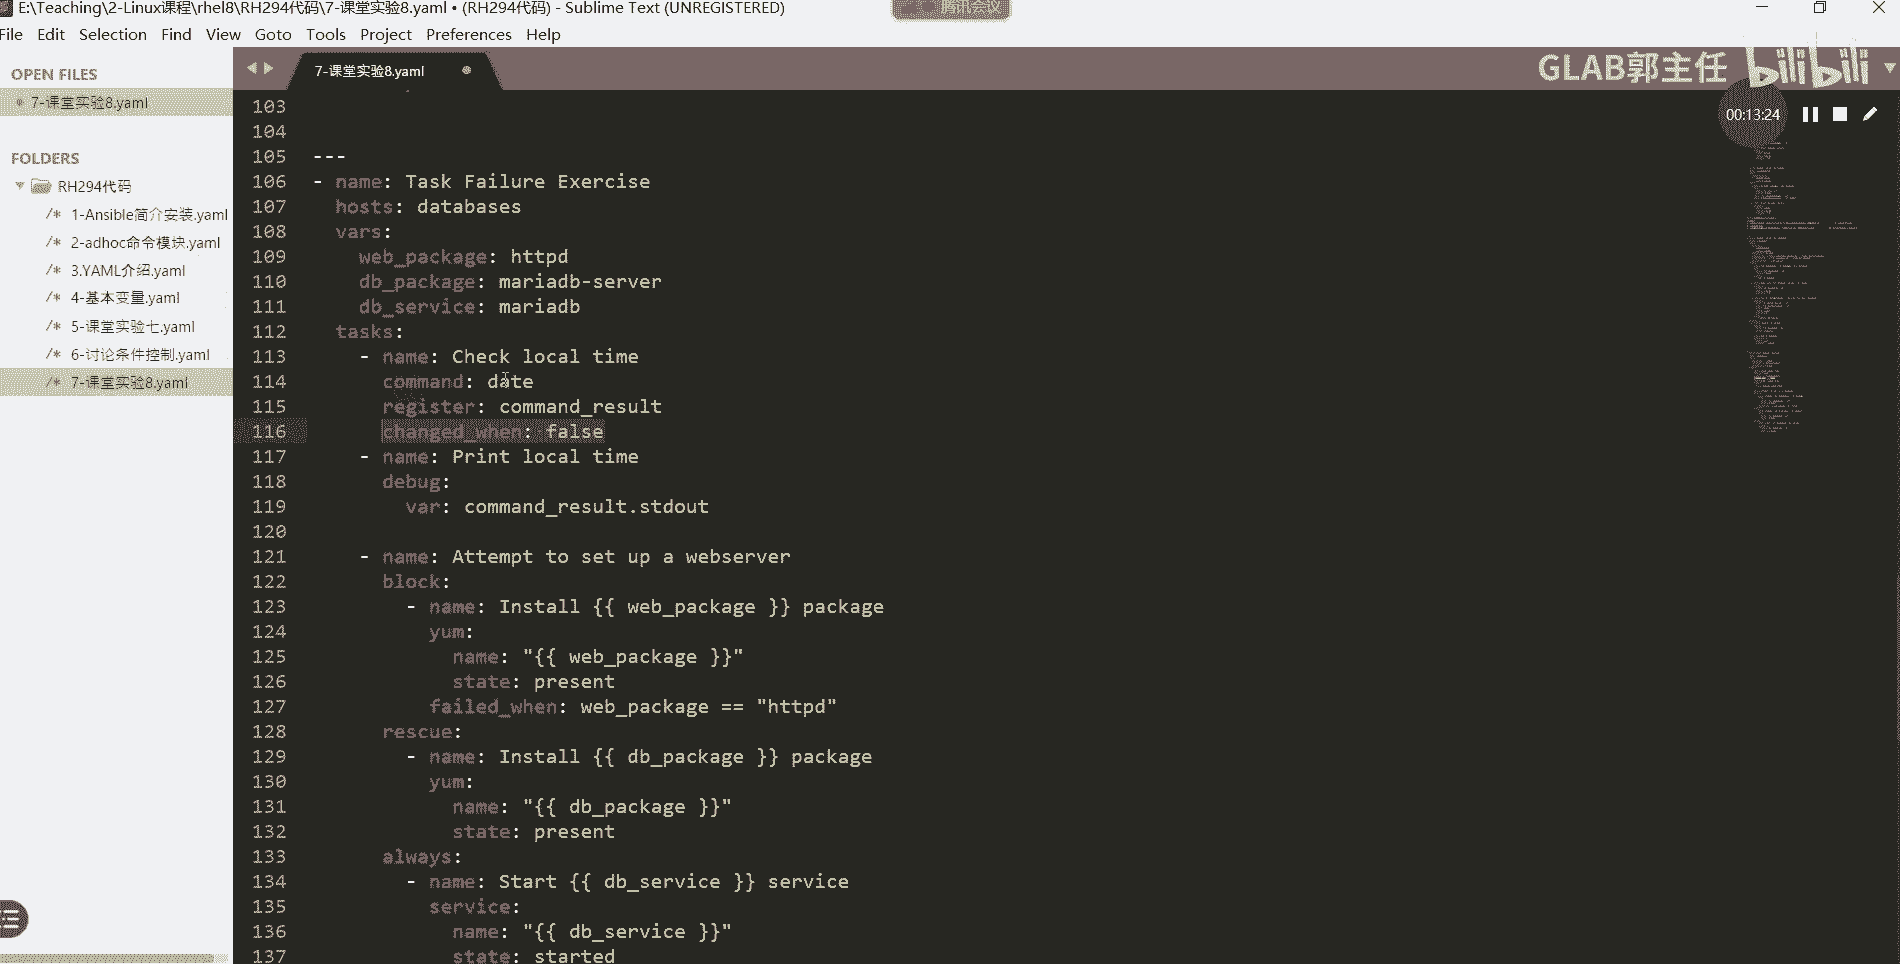 E:\Teaching\2-Linux课程\rhel8\RH294代码\7-课堂实验8.yaml • (RH294代码) - Sublime Text (UNREGISTERED)
腾讯会议
File Edit Selection Find View Goto Tools Project Preferences Help
OPEN FILES
7-课堂实验8.yaml
FOLDERS
RH294代码
/* 1-Ansible简介安装.yaml
/* 2-adhoc命令模块.yaml
/* 3.YAML介绍.yaml
/* 4-基本变量.yaml
/* 5-课堂实验七.yaml
/* 6-讨论条件控制.yaml
/* 7-课堂实验8.yaml
7-课堂实验8.yaml
GLAB郭主任 bilibili
00:13:24
103
104
105 ---
106 - name: Task Failure Exercise
107 hosts: databases
108 vars:
109 web_package: httpd
110 db_package: mariadb-server
111 db_service: mariadb
112 tasks:
113 - name: Check local time
114 command: date
115 register: command_result
116 changed_when: false
117 - name: Print local time
118 debug:
119 var: command_result.stdout
120
121 - name: Attempt to set up a webserver
122 block:
123 - name: Install {{ web_package }} package
124 yum:
125 name: "{{ web_package }}"
126 state: present
127 failed_when: web_package == "httpd"
128 rescue:
129 - name: Install {{ db_package }} package
130 yum:
131 name: "{{ db_package }}"
132 state: present
133 always:
134 - name: Start {{ db_service }} service
135 service:
136 name: "{{ db_service }}"
137 state: started